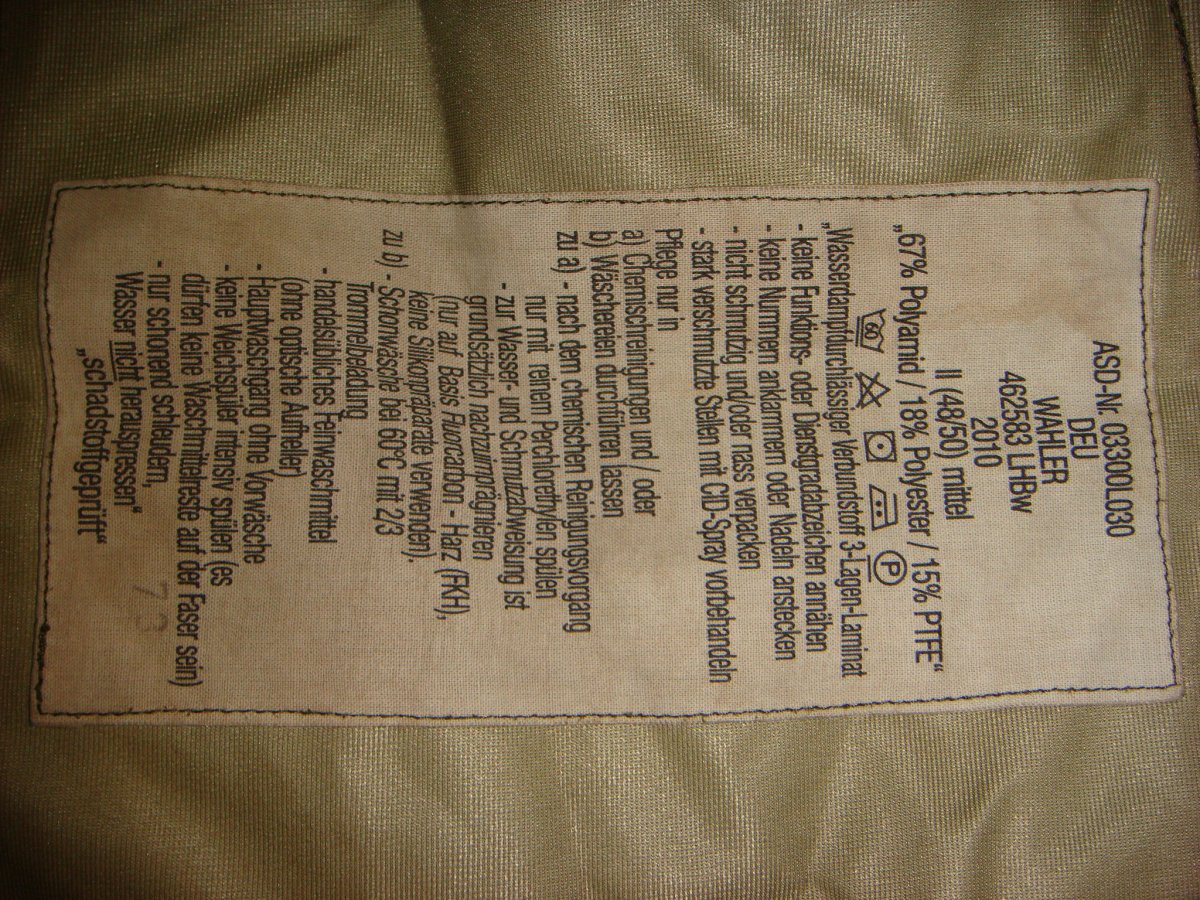 ASD-Nr. 03300L030
DEU
WAHLER
462583 LHBw
2010
II (48/50) mittel
„67% Polyamid / 18% Polyester / 15% PTFE“
60 P
„Wasserdampfdurchlässiger Verbundstoff 3-Lagen-Laminat
- keine Funktions- oder Dienstgradabzeichen annähen
- keine Nummern anklammern oder Nadeln anstecken
- nicht schmutzig und/oder nass verpacken
- stark verschmutzte Stellen mit C/D-Spray vorbehandeln
Pflege nur in
a) Chemischreinigungen und / oder
b) Wäschereien durchführen lassen
zu a) - nach dem chemischen Reinigungsvorgang
nur mit reinem Perchlorethylen spülen
- zur Wasser- und Schmutzabweisung ist
grundsätzlich nachzuimprägnieren
(nur auf Basis Fluorcarbon - Harz (FKH),
keine Silikonpräparate verwenden).
zu b) - Schonwäsche bei 60°C mit 2/3
Trommelbeladung
- handelsübliches Feinwaschmittel
(ohne optische Aufheller)
- Hauptwaschgang ohne Vorwäsche
- keine Weichspüler intensiv spülen (es
dürfen keine Waschmittelreste auf der Faser sein)
- nur schonend schleudern,
Wasser nicht herauspressen“
„schadstoffgeprüft“